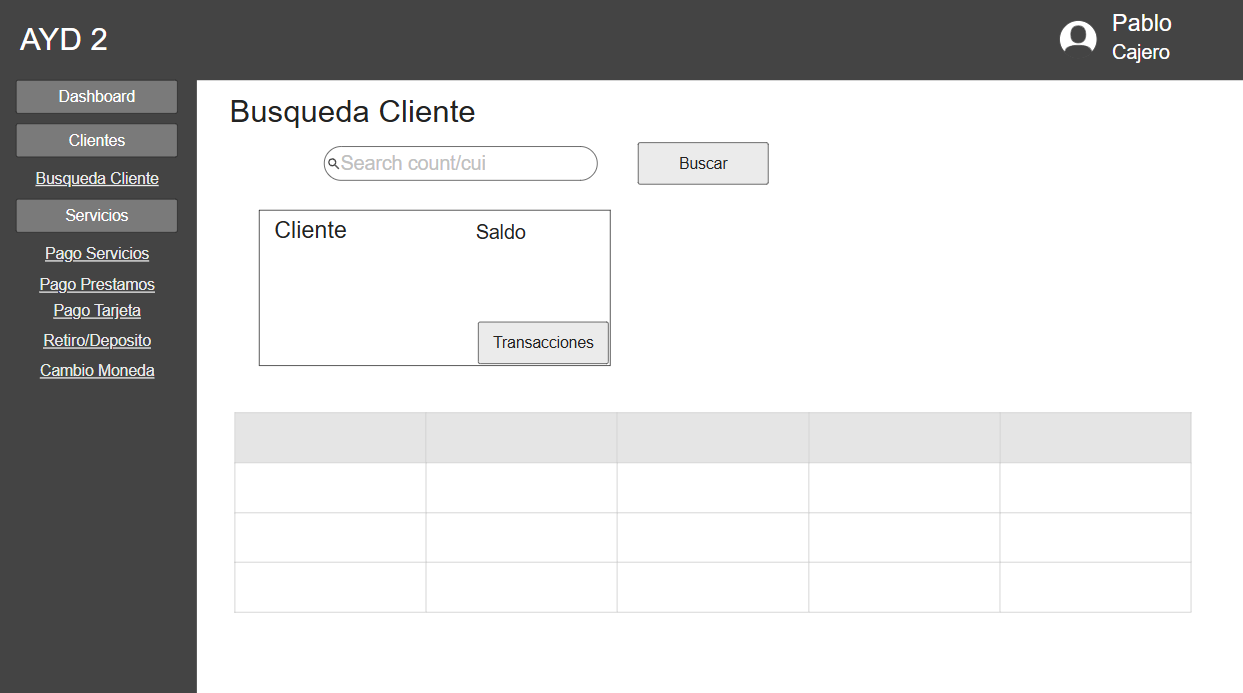 AYD 2
Pablo
Cajero
Dashboard
Clientes
Busqueda Cliente
Servicios
Pago Servicios
Pago Prestamos
Pago Tarjeta
Retiro/Deposito
Cambio Moneda
Busqueda Cliente
Search count/cui
Buscar
Cliente
Saldo
Transacciones